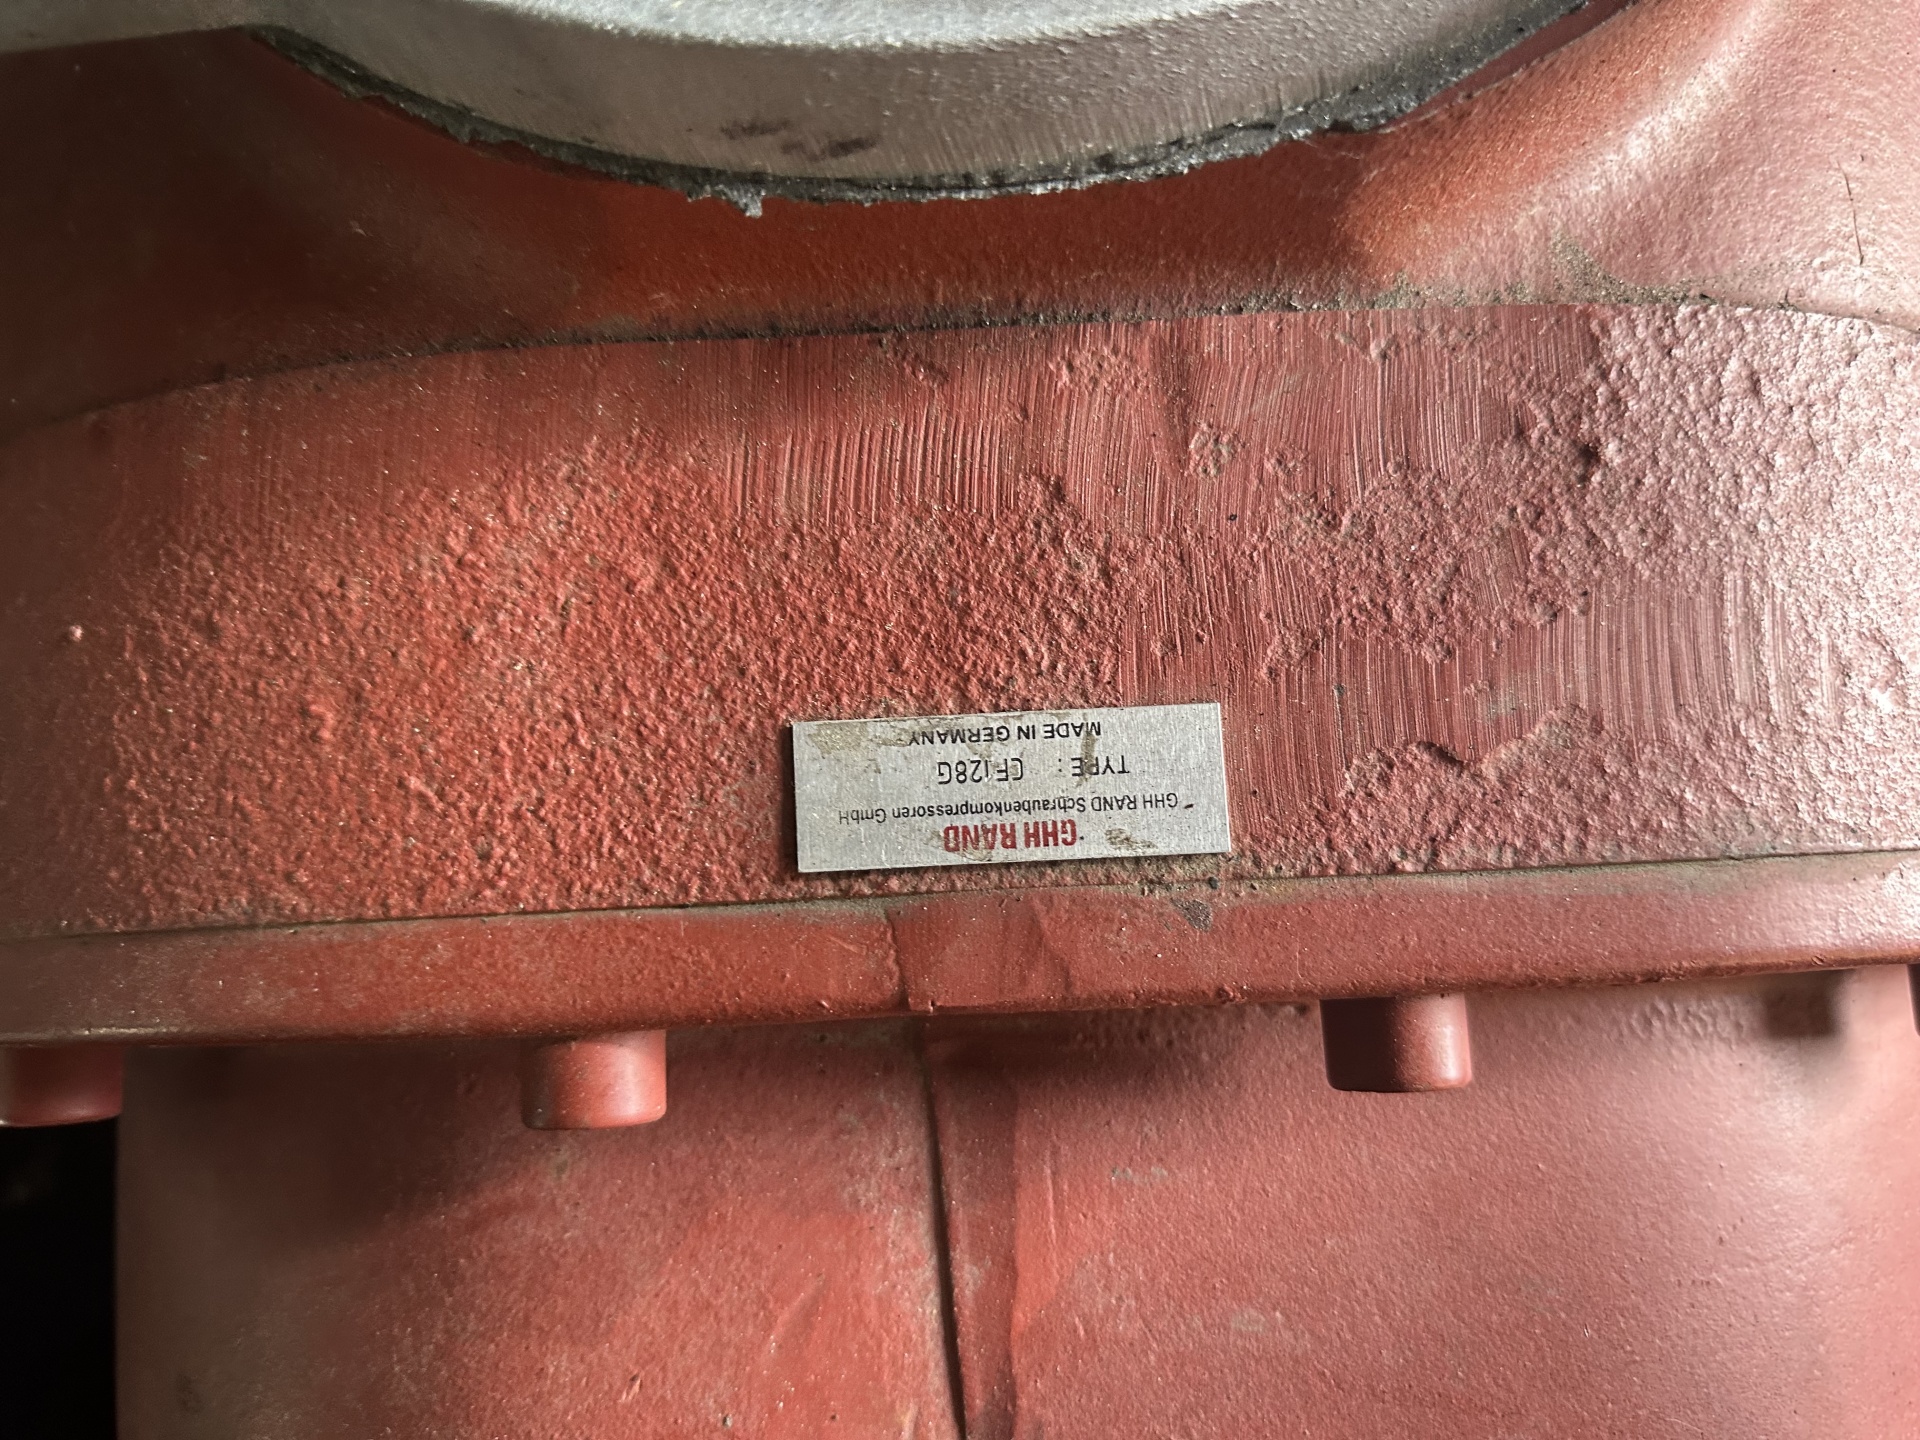 GHH RAND
GHH RAND Schraubenkompressoren GmbH
TYPE : CF128G
MADE IN GERMANY